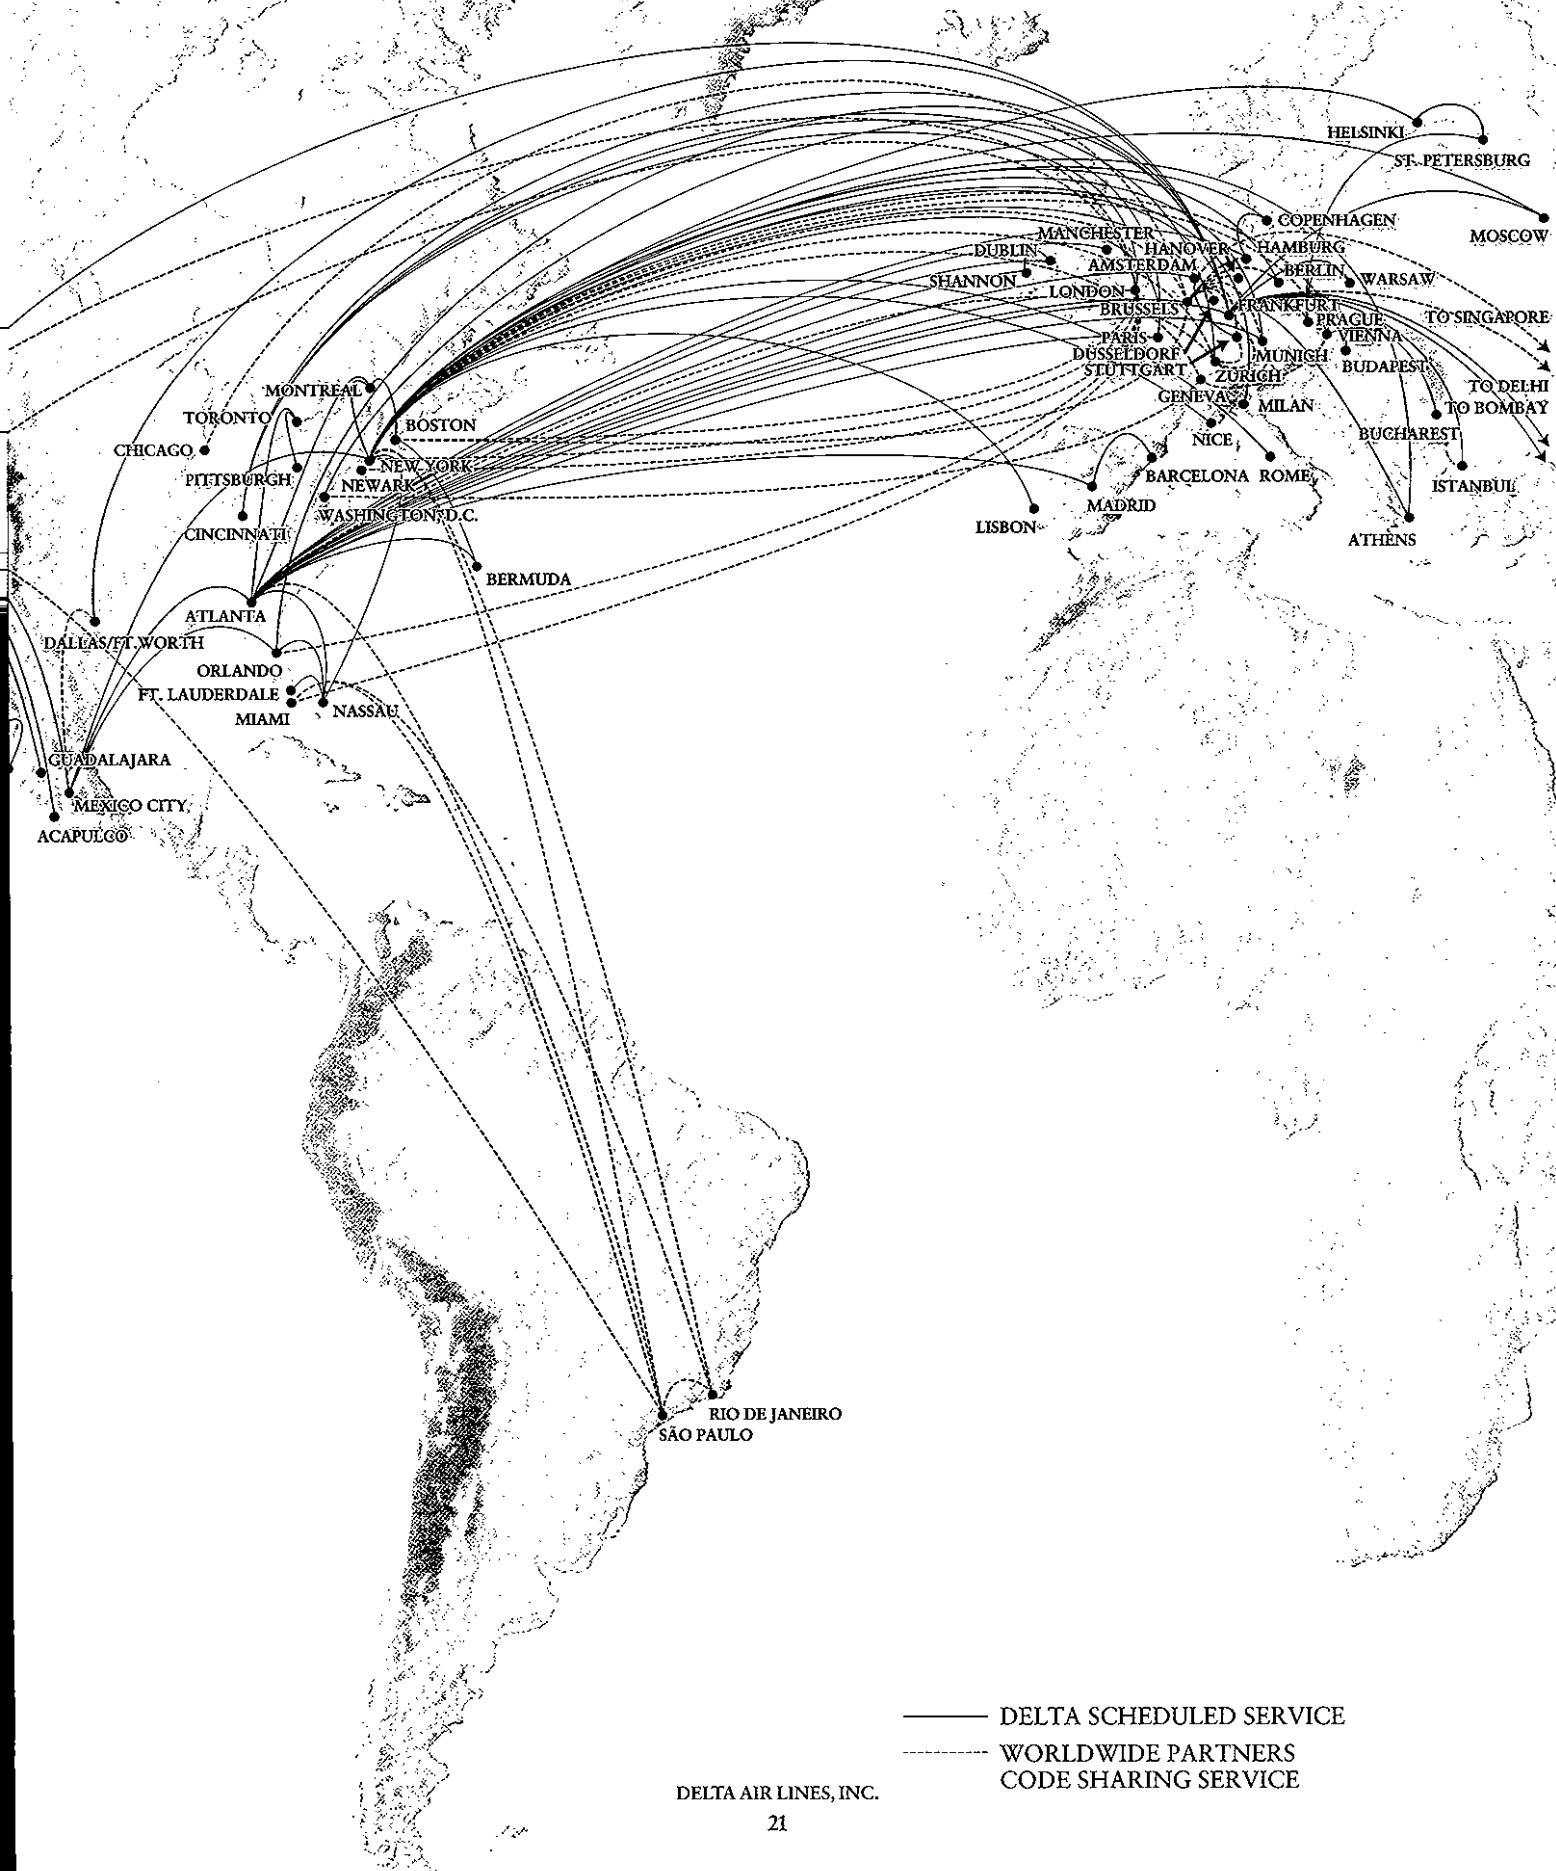 HELSINKI
ST. PETERSBURG
COPENHAGEN
MOSCOW
MANCHESTER
HANOVER
HAMBURG
DUBLIN
AMSTERDAM
BERLIN
WARSAW
SHANNON
LONDON
BRUSSELS
FRANKFURT
TO SINGAPORE
PRAGUE
PARIS
VIENNA
DÜSSELDORF
MUNICH
STUTTGART
BUDAPEST
ZURICH
TO DELHI
MONTREAL
GENEVA
MILAN
TO BOMBAY
TORONTO
BOSTON
BUCHAREST
NICE
CHICAGO
NEW YORK
PITTSBURGH
NEWARK
BARCELONA
ROME
ISTANBUL
MADRID
WASHINGTON, D.C.
LISBON
CINCINNATI
ATHENS
BERMUDA
ATLANTA
DALLAS/FT. WORTH
ORLANDO
FT. LAUDERDALE
MIAMI
NASSAU
GUADALAJARA
MEXICO CITY
ACAPULCO
RIO DE JANEIRO
SÃO PAULO
DELTA SCHEDULED SERVICE
WORLDWIDE PARTNERS
CODE SHARING SERVICE
DELTA AIR LINES, INC.
21